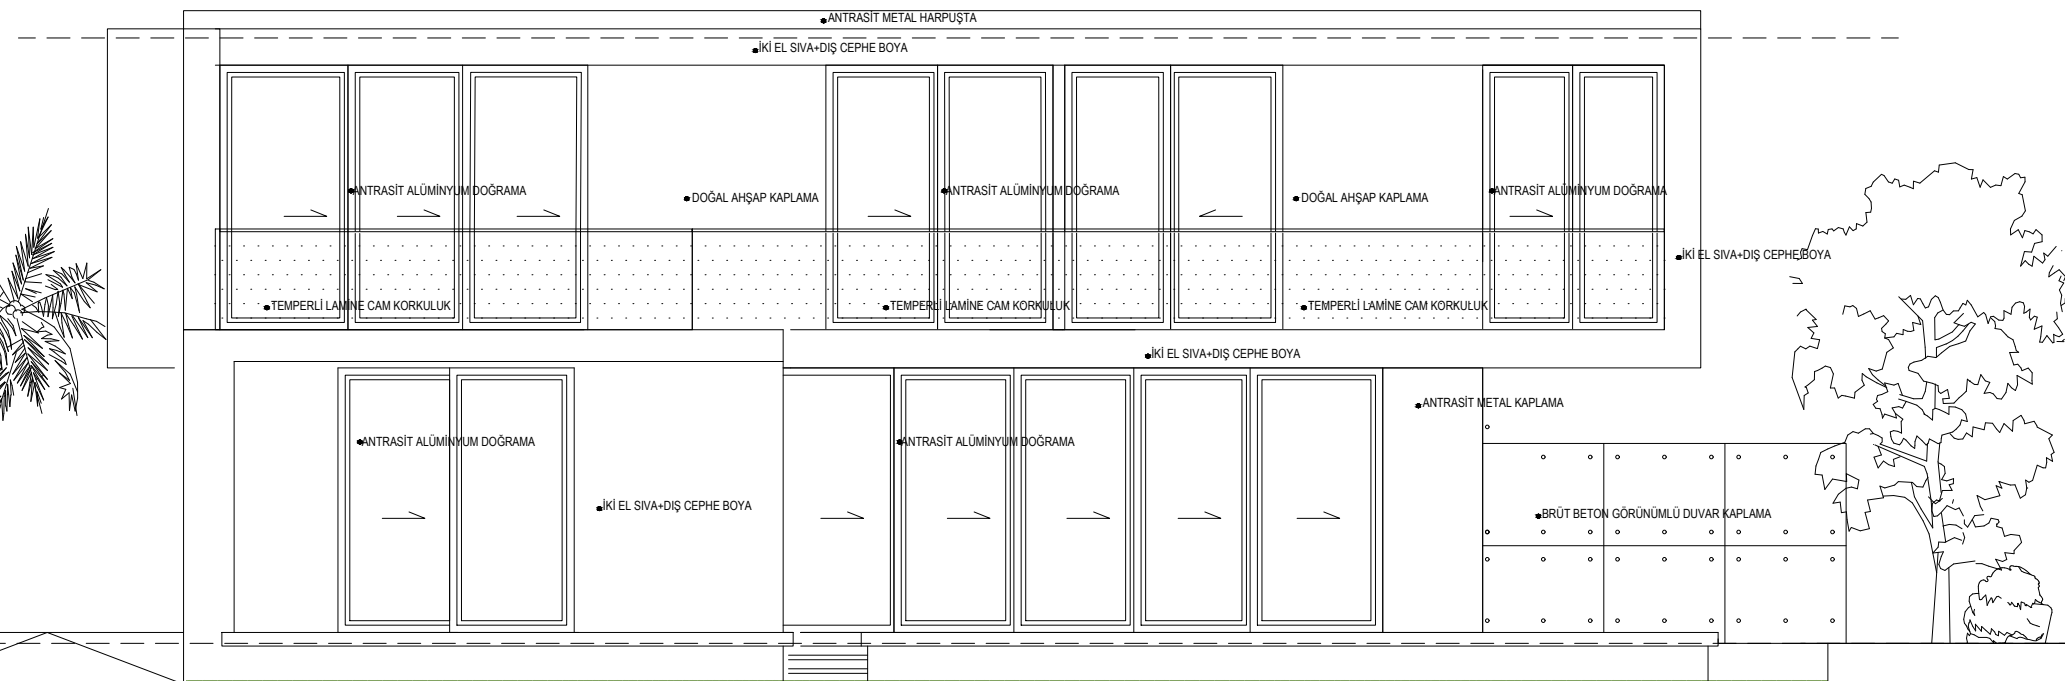 ANTRASİT METAL HARPUŞTA
İKİ EL SIVA+DIŞ CEPHE BOYA
ANTRASİT ALÜMİNYUM DOĞRAMA
DOĞAL AHŞAP KAPLAMA
ANTRASİT ALÜMİNYUM DOĞRAMA
DOĞAL AHŞAP KAPLAMA
ANTRASİT ALÜMİNYUM DOĞRAMA
İKİ EL SIVA+DIŞ CEPHE BOYA
TEMPERLİ LAMİNE CAM KORKULUK
TEMPERLİ LAMİNE CAM KORKULUK
TEMPERLİ LAMİNE CAM KORKULUK
İKİ EL SIVA+DIŞ CEPHE BOYA
ANTRASİT METAL KAPLAMA
ANTRASİT ALÜMİNYUM DOĞRAMA
ANTRASİT ALÜMİNYUM DOĞRAMA
İKİ EL SIVA+DIŞ CEPHE BOYA
BRÜT BETON GÖRÜNÜMLÜ DUVAR KAPLAMA